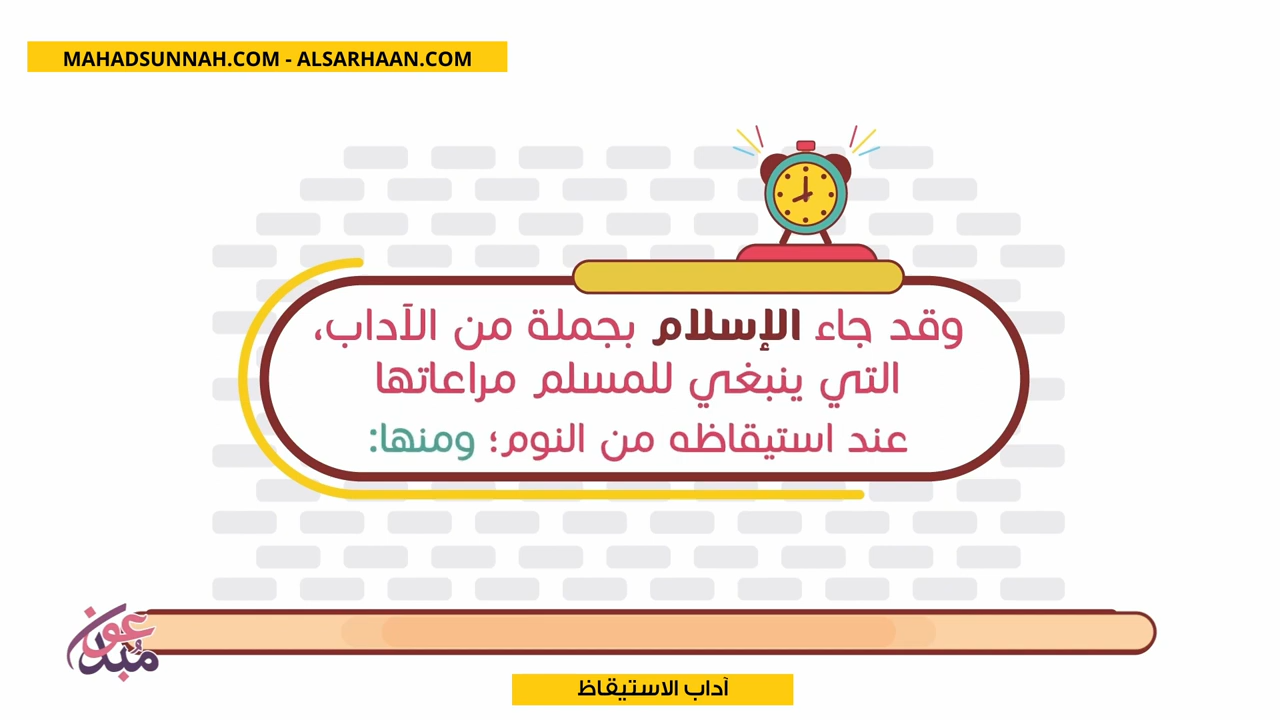 MAHADSUNNAH.COM - ALSARHAAN.COM
وقد جاء الإسلام بجملة من الآداب،
التي ينبغي للمسلم مراعاتها
عند استيقاظه من النوم؛ ومنها:
مُبدعون
آداب الاستيقاظ